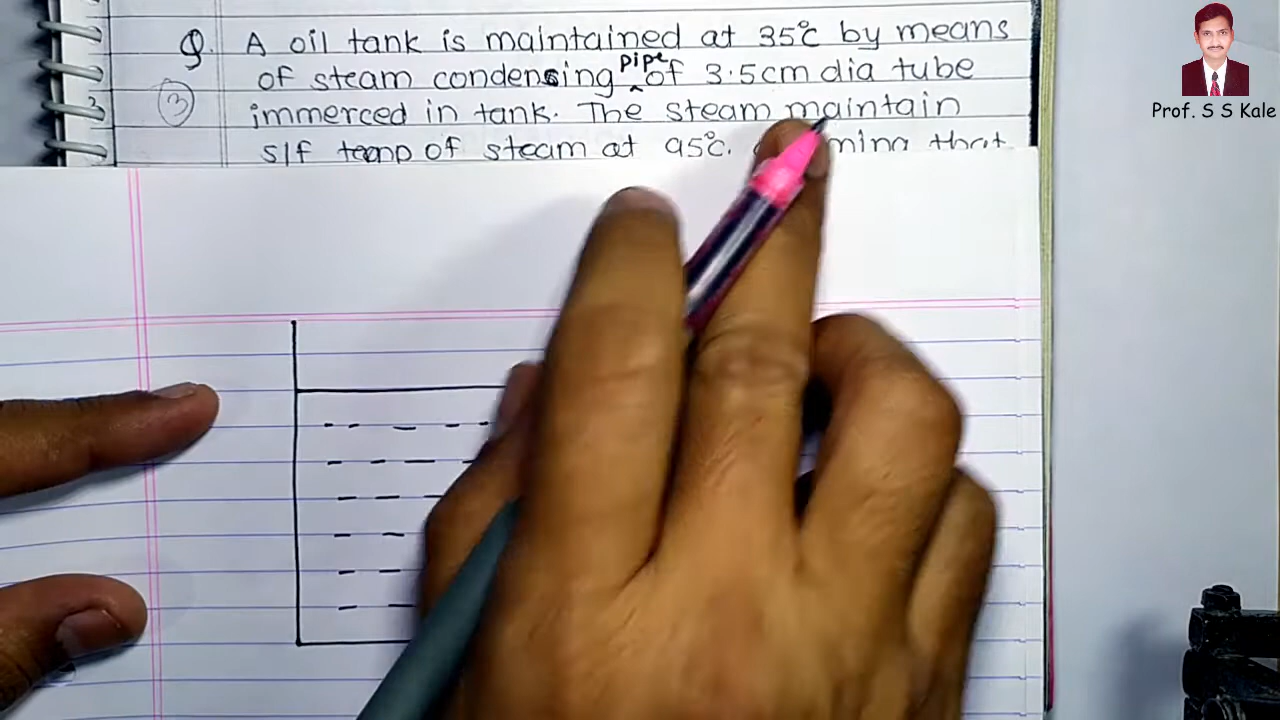 Q. A oil tank is maintained at 35°c by means
of steam condensing pipe of 3.5cm dia tube
③ immerced in tank. The steam maintain
s/f temp of steam at 95°c. that
Prof. S S Kale